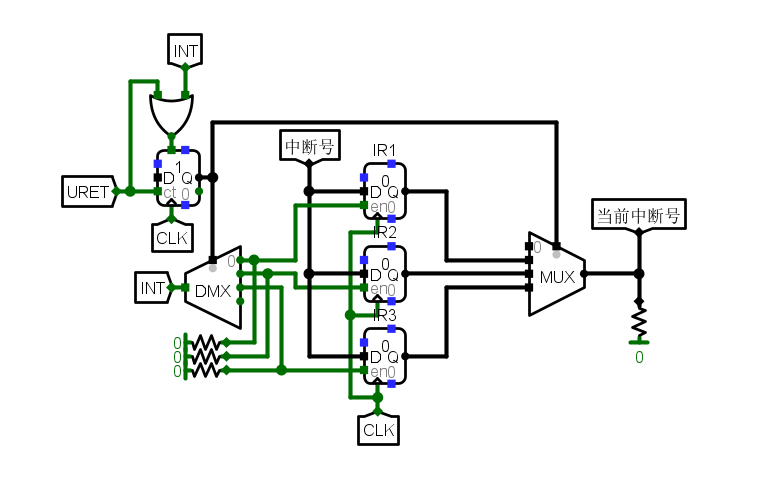 INT
中断号
IR1
1
D Q
0
URET
ct 0
D Q
en0
当前中断号
CLK
IR2
0
0
0
MUX
D Q
INT
DMX
en0
IR3
0
0
0
0
D Q
0
en0
CLK